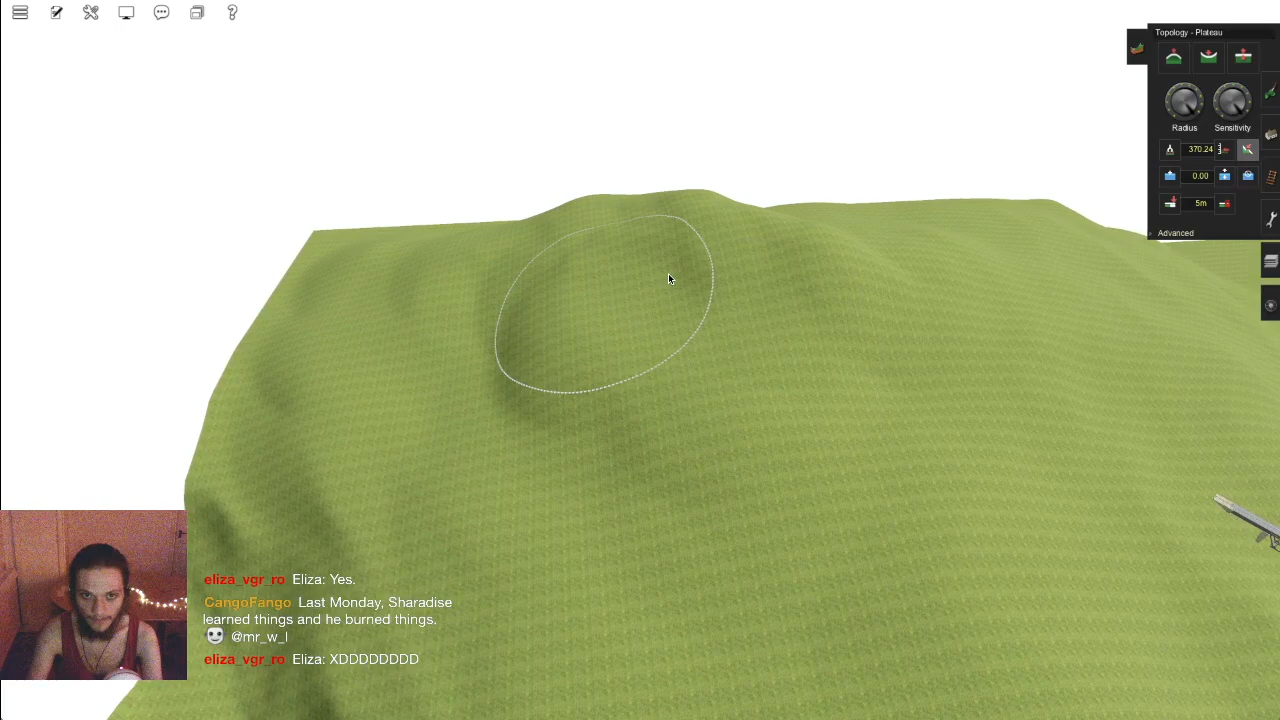 Topology - Plateau
Radius Sensitivity
370.24
0.00
5m
Advanced
eliza_vgr_ro Eliza: Yes.
CangoFango Last Monday, Sharadise
learned things and he burned things.
@mr_w_l
eliza_vgr_ro Eliza: XDDDDDDDD